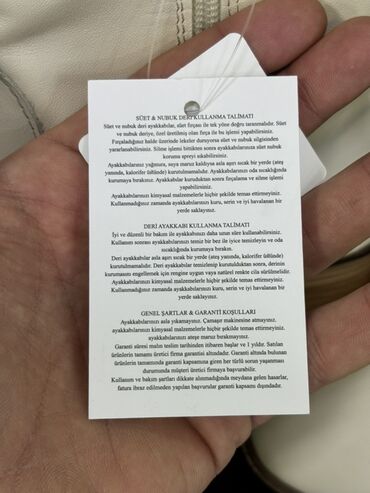 SÜET & NUBUK DERİ KULLANMA TALİMATİ
Süet ve nubuk deri ayakkabılar, süet fırçası ile tek yöne doğru taranmalıdır. Süet
ve nubuk deriye, özel üretilmiş olan fırça ile bu işlemi yapabilirsiniz.
Fırçaladığınız halde üzerinde lekeler duruyorsa süet ve nubuk silgisinden
yararlanabilirsiniz. Silme işlemi bittikten sonra ayakkabılarınıza süet nubuk
koruma spreyi sıkabilirsiniz.
Ayakkabılarınız yağmura, suya maruz kaldıysa asla aşırı sıcak bir yerde (ateş
yanında, kalorifer üstünde) kurutulmamalıdır. Ayakkabılarınızın oda sıcaklığında
kurumaya bırakınız. Ayakkabılar kuruduktan sonra fırçalama ve silme işlemi
yapabilirsiniz.
Ayakkabılarınızın kimyasal malzemelerle hiçbir şekilde temas ettirmeyiniz.
Kullanmadığınız zamanda ayakkabılarınızı kuru, serin ve iyi havalanan bir
yerde saklayınız.
DERİ AYAKKABI KULLANMA TALİMATİ
İyi ve düzenli bir bakım ile ayakkabınızı daha uzun süre kullanabilirsiniz.
Kullanım sonrası ayakkabılarınızı temiz bir bez ile iyice temizleyin ve oda
sıcaklığında kurumaya bırakın.
Deri ayakkabılar asla aşırı sıcak bir yerde (ateş yanında, kalorifer üstünde)
kurutulmamalıdır. Deri ayakkabılar temizlenip kurutulduktan sonra, derinin
kurumasını engellemek için rengine uygun veya natürel renkte cila sürülmelidir.
Ayakkabılarınızın kimyasal malzemelerle hiçbir şekilde temas ettirmeyiniz.
Kullanmadığınız zamanda ayakkabılarınızı kuru, serin ve iyi havalanan bir
yerde saklayınız.
GENEL ŞARTLAR & GARANTİ KOŞULLARI
Ayakkabılarınızı asla yıkamayınız. Çamaşır makinesine atmayınız.
ayakkabılarınızı kimyasal malzemelerle hiçbir şekilde temas ettirmeyiniz.
ayakkabılarınızı ateşe maruz bırakmayınız.
Garanti süresi malın teslim tarihinden itibaren başlar ve 1 yıldır. Satılan
ürünlerin tamamı üretici firma garantisi altındadır. Garanti altında bulunan
ürünlerin garanti kapsamına giren her türlü sorun yaşanması
durumunda müşteri üretici firmaya başvurabilir.
Kullanım ve bakım şartları dikkate alınmadığında meydana gelen hasarlar,
fatura ibraz edilmeden yapılan başvurular garanti kapsamı dışındadır.